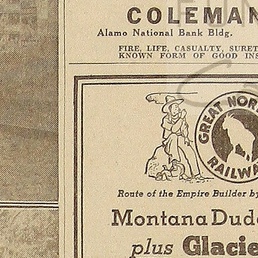 COLEMAN
Alamo National Bank Bldg.
FIRE, LIFE, CASUALTY, SURET
KNOWN FORM OF GOOD INS
GREAT NOR
RAILWA
Route of the Empire Builder by
Montana Dud
plus Glacie